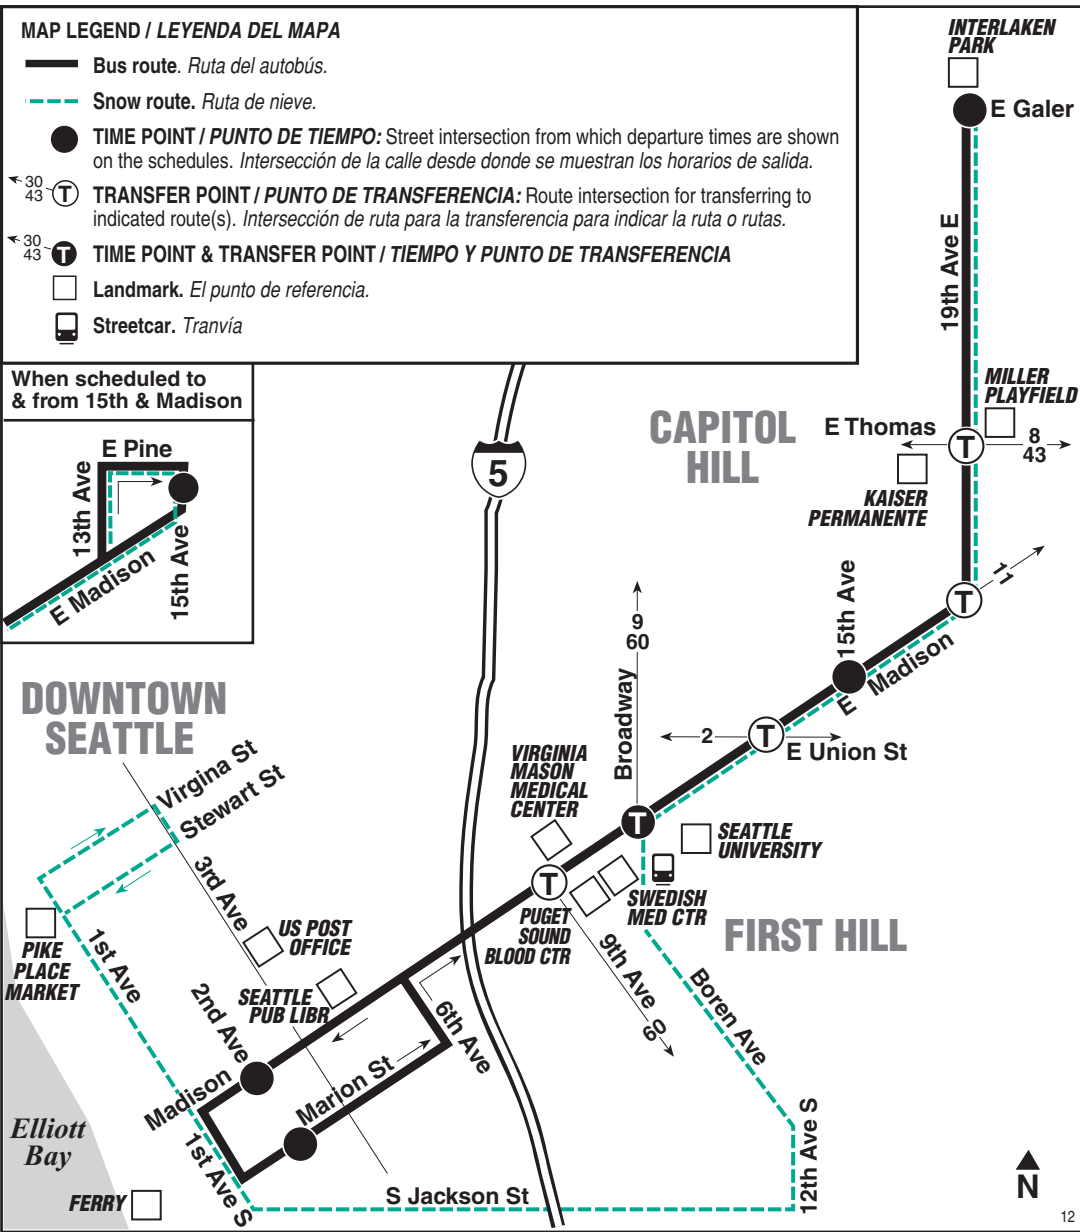 MAP LEGEND / LEYENDA DEL MAPA
Bus route. Ruta del autobús.
Snow route. Ruta de nieve.
TIME POINT / PUNTO DE TIEMPO: Street intersection from which departure times are shown
on the schedules. Intersección de la calle desde donde se muestran los horarios de salida.
30
43
T
TRANSFER POINT / PUNTO DE TRANSFERENCIA: Route intersection for transferring to
indicated route(s). Intersección de ruta para la transferencia para indicar la ruta o rutas.
30
43
T
TIME POINT & TRANSFER POINT / TIEMPO Y PUNTO DE TRANSFERENCIA
Landmark. El punto de referencia.
Streetcar. Tranvía
When scheduled to
& from 15th & Madison
E Pine
13th Ave
15th Ave
E Madison
INTERLAKEN
PARK
E Galer
19th Ave E
MILLER
PLAYFIELD
E Thomas
T
8
43
KAISER
PERMANENTE
CAPITOL
HILL
5
11
T
15th Ave
E Madison
9
60
Broadway
2
T
E Union St
DOWNTOWN
SEATTLE
Virgina St
Stewart St
VIRGINIA
MASON
MEDICAL
CENTER
T
SEATTLE
UNIVERSITY
3rd Ave
T
SWEDISH
MED CTR
PUGET
SOUND
BLOOD CTR
FIRST HILL
US POST
OFFICE
PIKE
PLACE
MARKET
1st Ave
9th Ave
60
Boren Ave
2nd Ave
SEATTLE
PUB LIBR
6th Ave
Madison
Marion St
Elliott
Bay
1st Ave S
12th Ave S
FERRY
S Jackson St
N
12